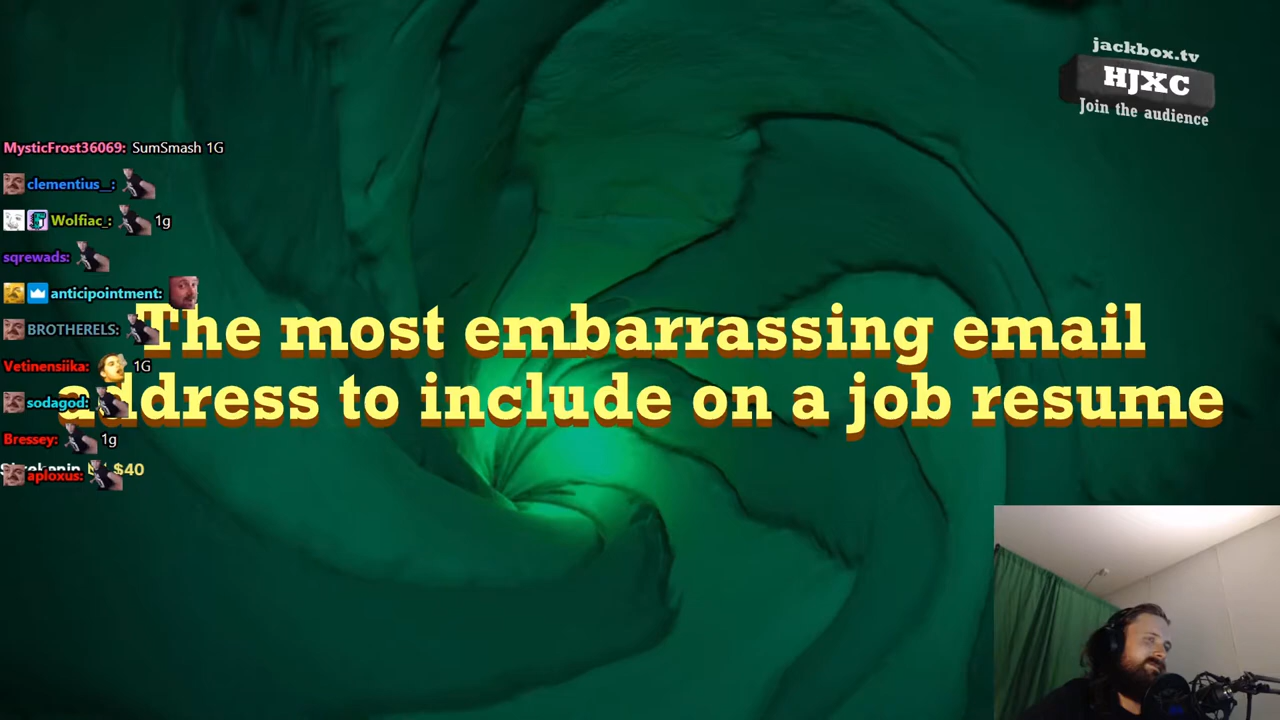 jackbox.tv
HJXC
Join the audience
MysticFrost36069: SumSmash 1G
clementius_:
Wolfiac_: 1g
sqrewads:
anticipointment:
BROTHERELS:
Vetinensiika: 1G
sodagod:
Bressey: 1g
$40
aploxus:
The most embarrassing email
address to include on a job resume